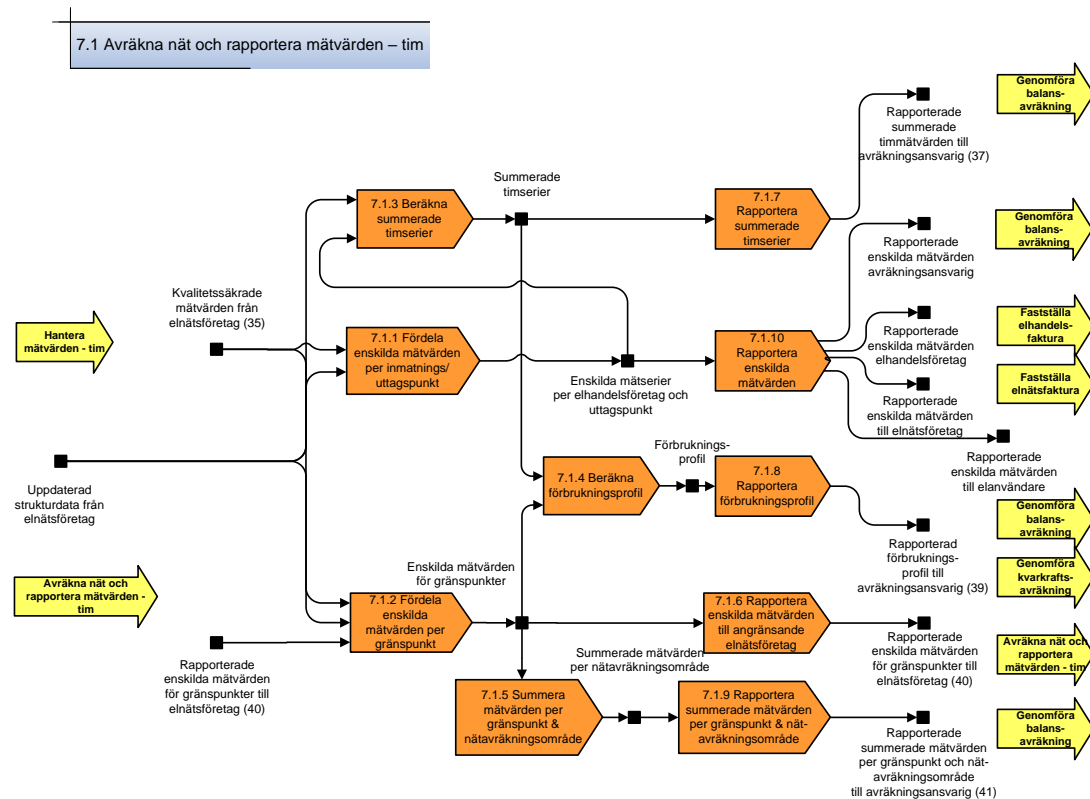 7.1 Avräkna nät och rapportera mätvärden – tim
Genomföra
balans-
avräkning
Rapporterade
summerade
timmätvärden till
avräkningsansvarig (37)
Summerade
timserier
7.1.3 Beräkna
summerade
timserier
7.1.7
Rapportera
summerade
timserier
Genomföra
balans-
avräkning
Rapporterade
enskilda mätvärden
avräkningsansvarig
Kvalitetssäkrade
mätvärden från
elnätsföretag (35)
Hantera
mätvärden - tim
7.1.1 Fördela
enskilda mätvärden
per inmatnings/
uttagspunkt
Enskilda mätserier
per elhandelsföretag och
uttagspunkt
7.1.10
Rapportera
enskilda
mätvärden
Rapporterade
enskilda mätvärden
elhandelsföretag
Fastställa
elhandels-
faktura
Rapporterade
enskilda mätvärden
till elnätsföretag
Fastställa
elnätsfaktura
Rapporterade
enskilda mätvärden
till elanvändare
Uppdaterad
strukturdata från
elnätsföretag
7.1.4 Beräkna
förbrukningsprofil
Förbruknings-
profil
7.1.8
Rapportera
förbrukningsprofil
Rapporterad
förbruknings-
profil till
avräkningsansvarig (39)
Genomföra
balans-
avräkning
Genomföra
kvarkrafts-
avräkning
Avräkna nät och
rapportera mätvärden -
tim
Rapporterade
enskilda mätvärden
för gränspunkter till
elnätsföretag (40)
7.1.2 Fördela
enskilda
mätvärden per
gränspunkt
Enskilda mätvärden
för gränspunkter
7.1.6 Rapportera
enskilda mätvärden
till angränsande
elnätsföretag
Rapporterade
enskilda mätvärden
för gränspunkter till
elnätsföretag (40)
Avräkna nät och
rapportera
mätvärden - tim
7.1.5 Summera
mätvärden per
gränspunkt &
nätavräkningsområde
Summerade mätvärden
per nätavräkningsområde
7.1.9 Rapportera
summerade mätvärden
per gränspunkt & nät-
avräkningsområde
Rapporterade
summerade mätvärden
per gränspunkt och nät-
avräkningsområde
till avräkningsansvarig (41)
Genomföra
balans-
avräkning